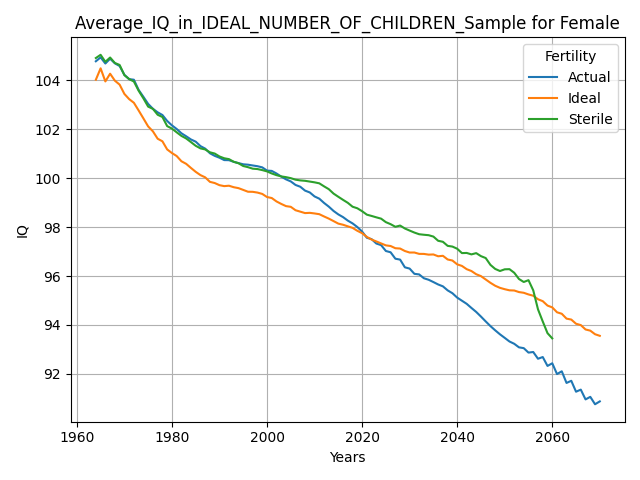 Average_IQ_in_IDEAL_NUMBER_OF_CHILDREN_Sample for Female
Fertility
Actual
Ideal
Sterile
104
102
100
98
96
94
92
IQ
1960
1980
2000
2020
2040
2060
Years